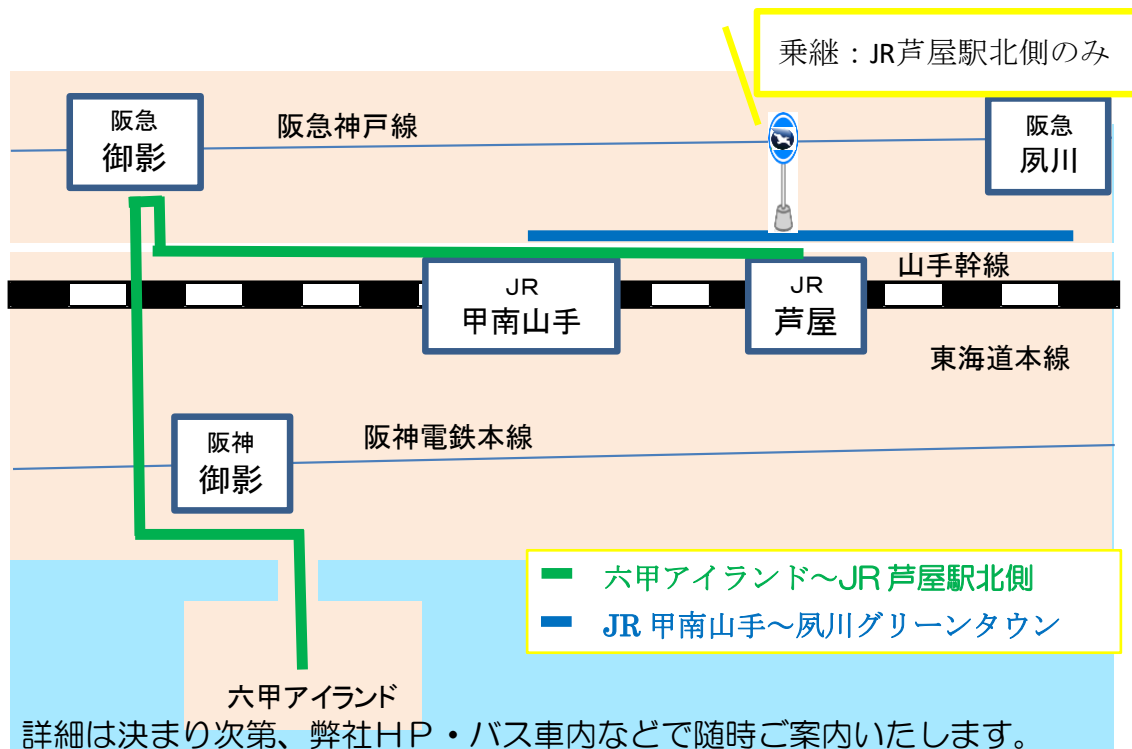 乗継：JR芦屋駅北側のみ
阪急
御影
阪急神戸線
阪急
夙川
山手幹線
JR
甲南山手
JR
芦屋
東海道本線
阪神
御影
阪神電鉄本線
六甲アイランド～JR 芦屋駅北側
JR 甲南山手～夙川グリーンタウン
六甲アイランド
詳細は決まり次第、弊社ＨＰ・バス車内などで随時ご案内いたします。